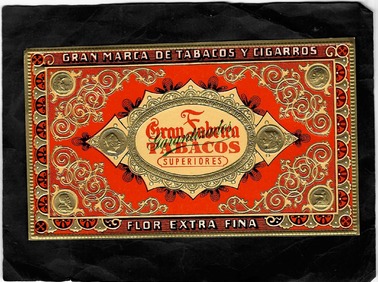 GRAN MARCA DE TABACOS Y CIGARROS
Gran Fabrica
TABACOS
SUPERIORES
FLOR EXTRA FINA